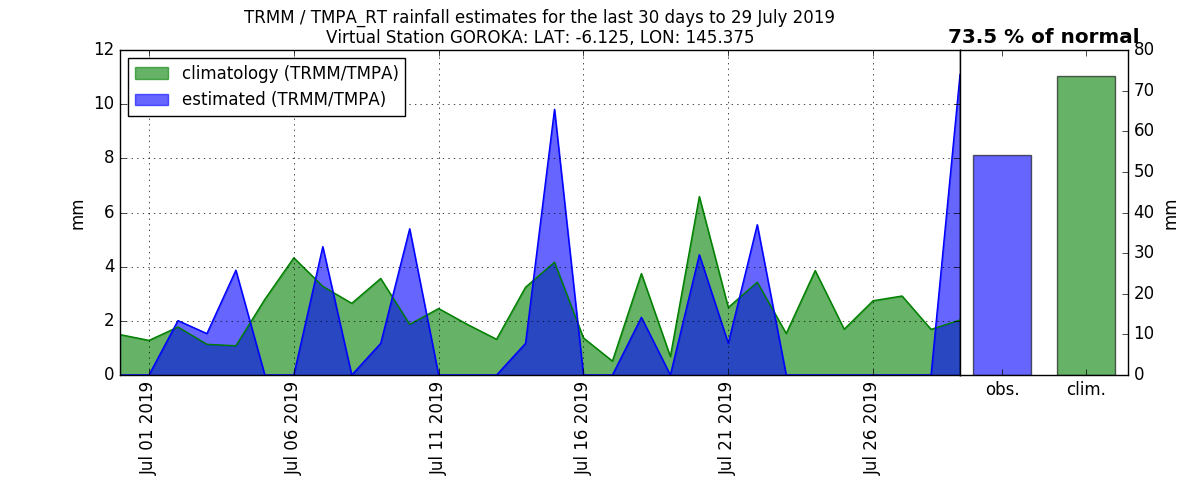 TRMM / TMPA_RT rainfall estimates for the last 30 days to 29 July 2019
Virtual Station GOROKA: LAT: -6.125, LON: 145.375
73.5 % of normal
climatology (TRMM/TMPA)
estimated (TRMM/TMPA)
12
10
8
6
4
2
0
mm
80
70
60
50
40
30
20
10
0
mm
Jul 01 2019
Jul 06 2019
Jul 11 2019
Jul 16 2019
Jul 21 2019
Jul 26 2019
obs.
clim.